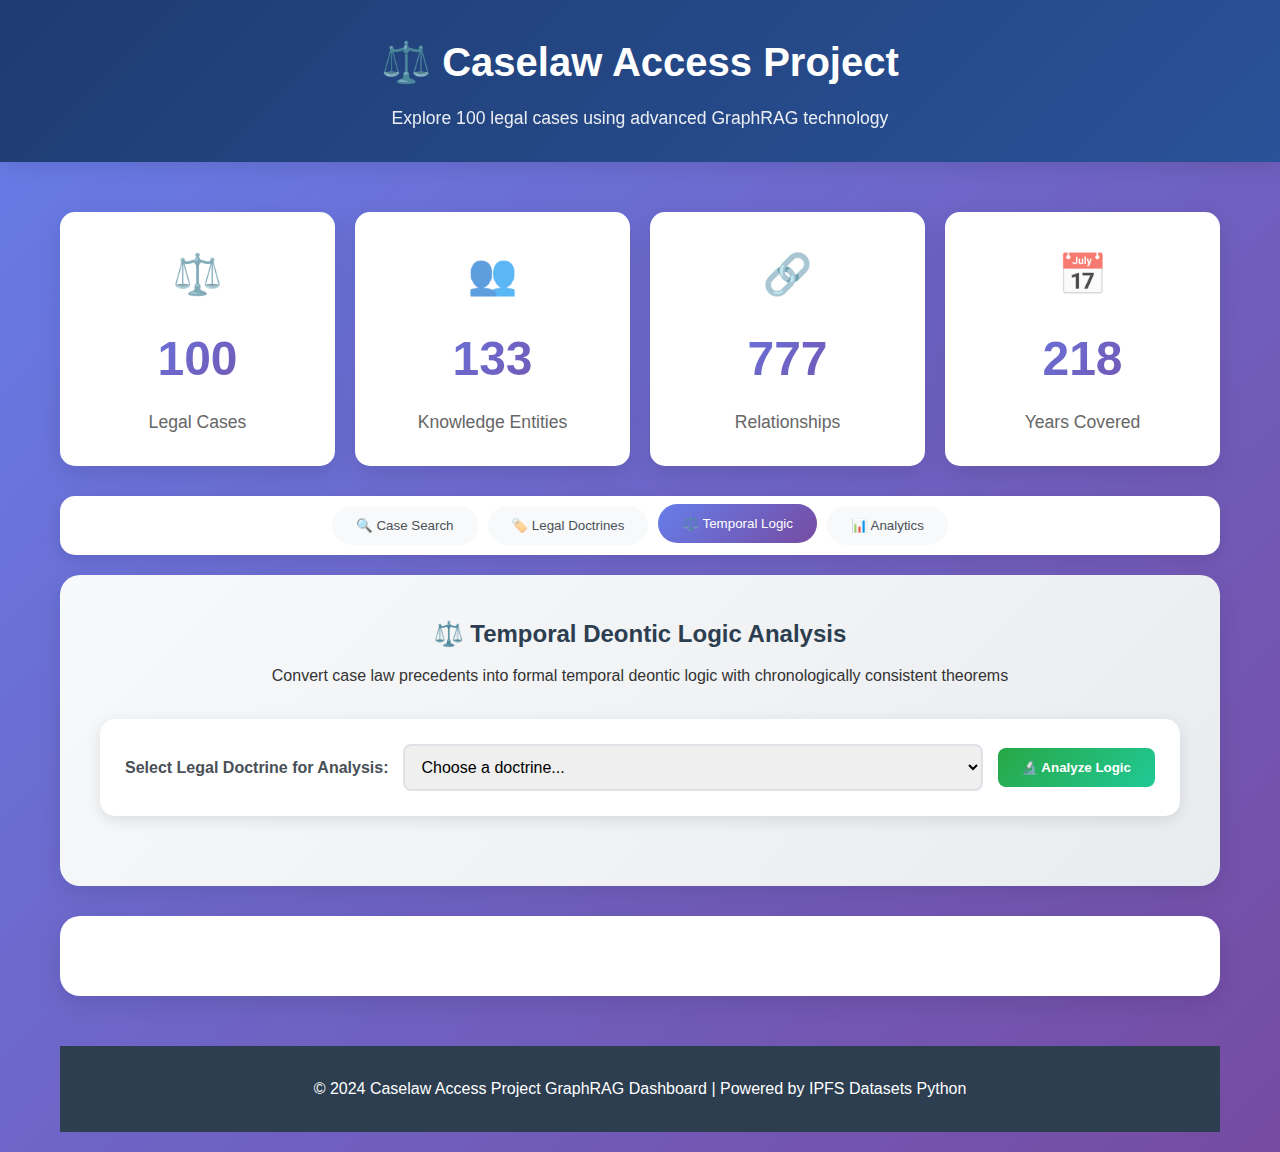 ⚖️ Caselaw Access Project
Explore 100 legal cases using advanced GraphRAG technology
100
Legal Cases
133
Knowledge Entities
777
Relationships
July
218
Years Covered
🔍 Case Search
🏷️ Legal Doctrines
⚖️ Temporal Logic
📊 Analytics
⚖️ Temporal Deontic Logic Analysis
Convert case law precedents into formal temporal deontic logic with chronologically consistent theorems
Select Legal Doctrine for Analysis:
Choose a doctrine...
🔬 Analyze Logic
© 2024 Caselaw Access Project GraphRAG Dashboard | Powered by IPFS Datasets Python